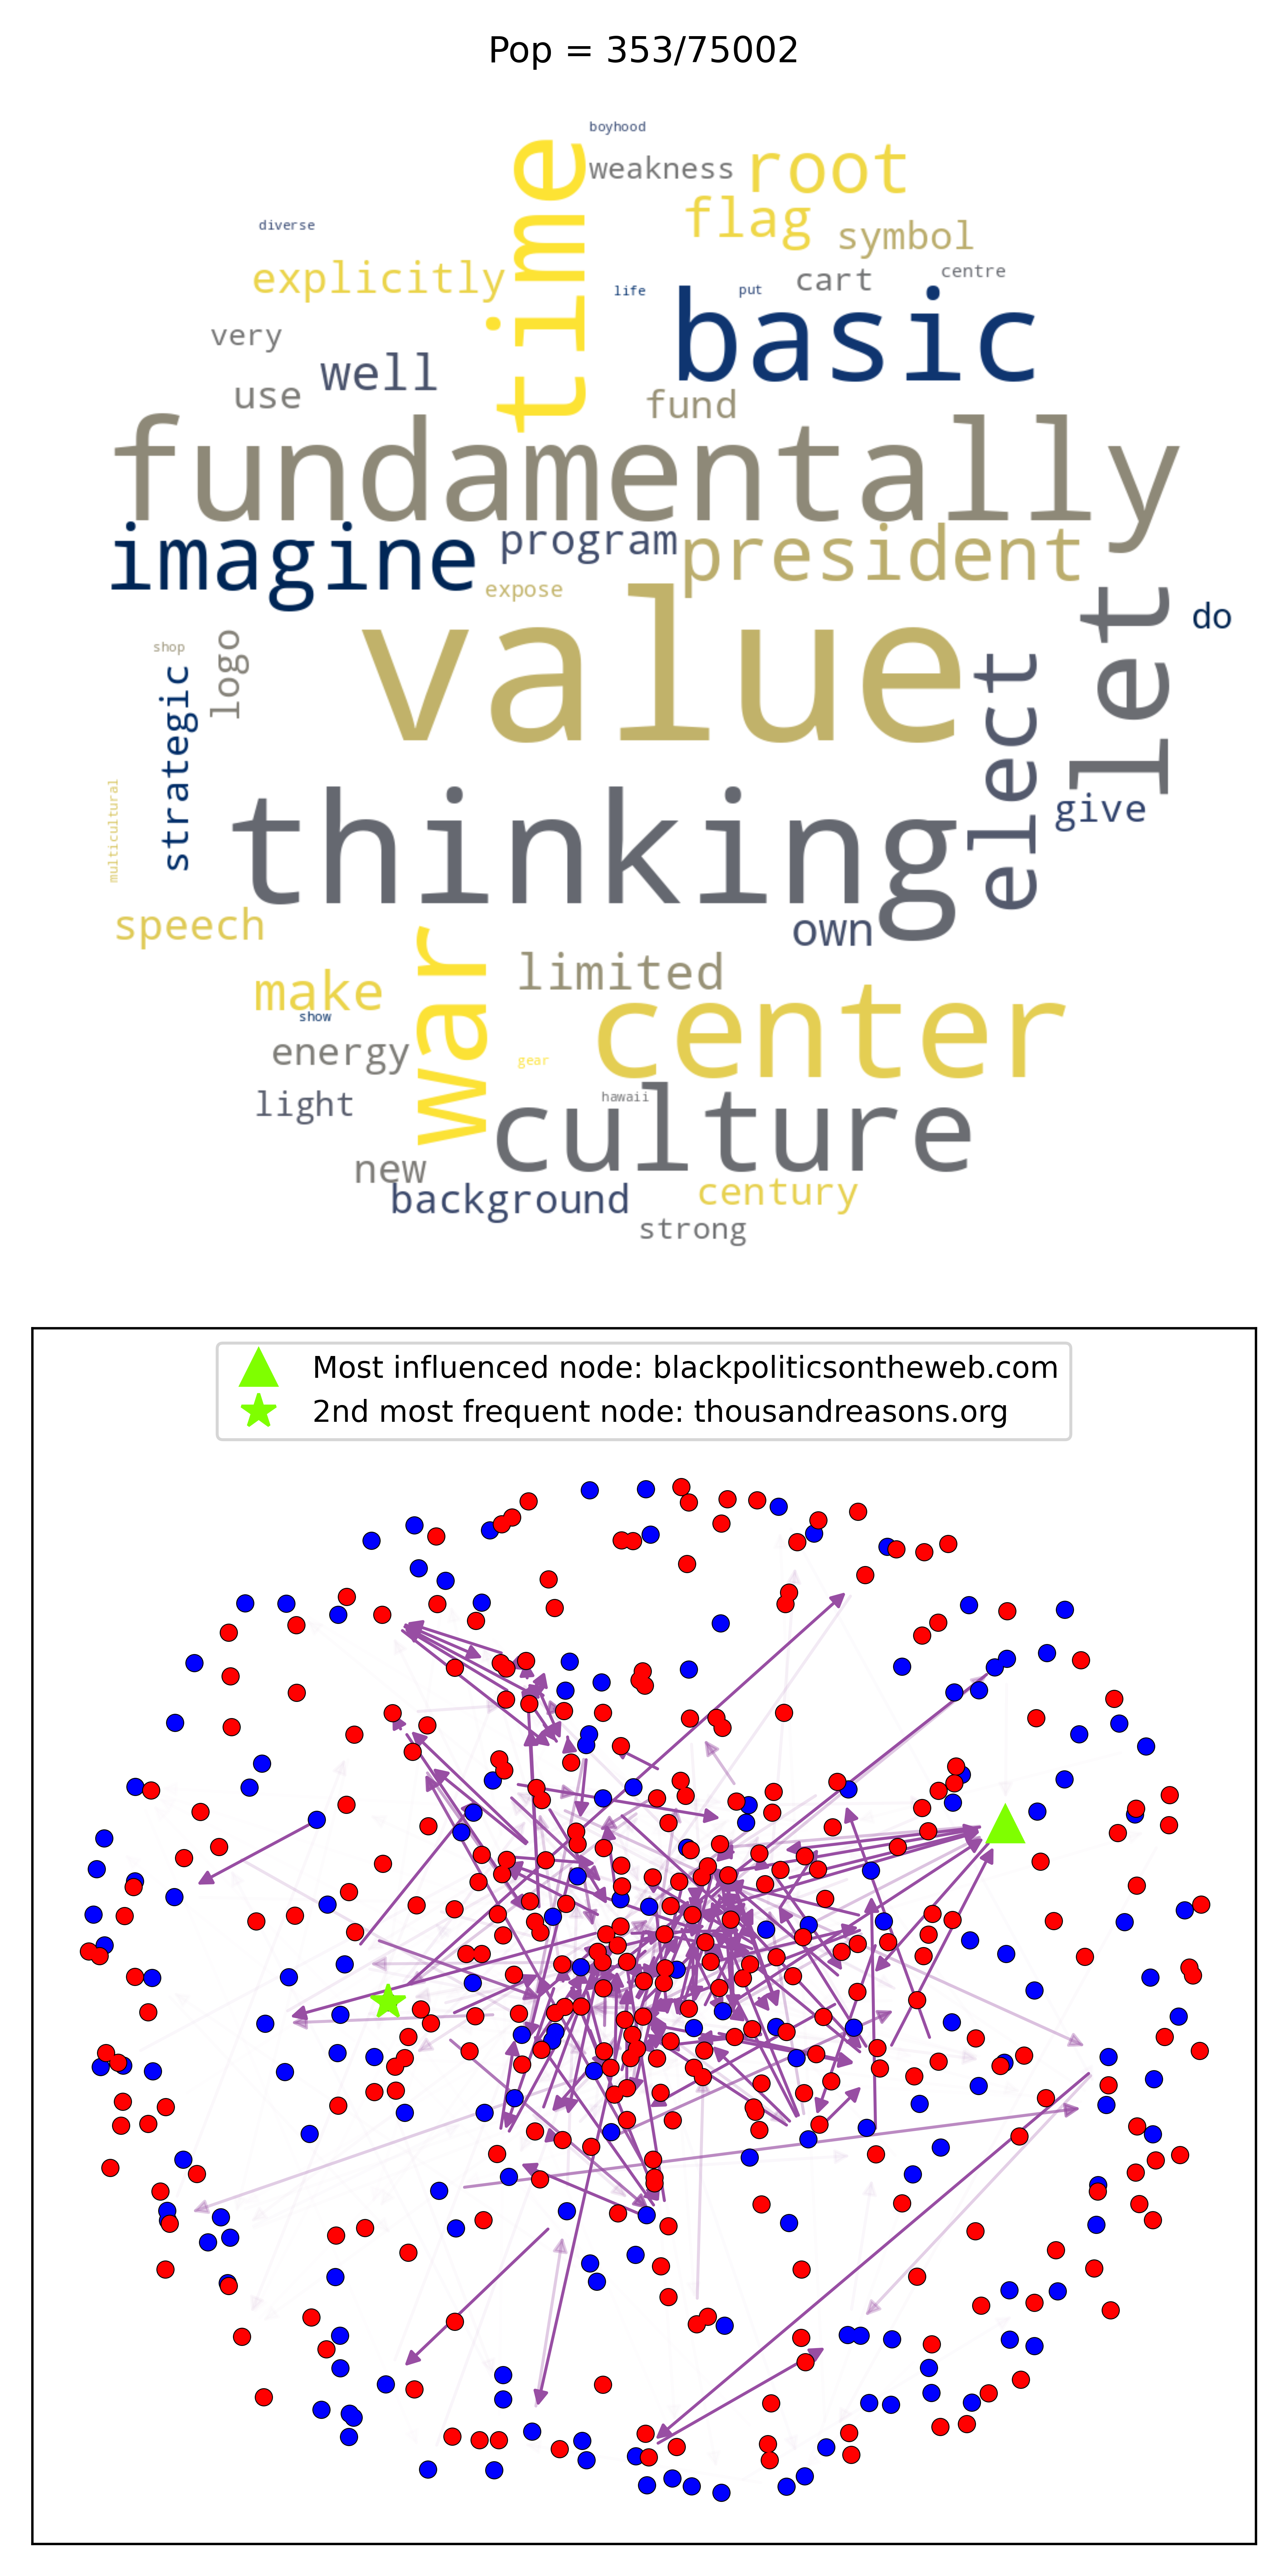 Pop = 353/75002
boyhood
weakness
root
time
flag
symbol
diverse
explicitly
cart
centre
life
put
basic
very
well
use
fund
fundamentally
imagine
program
president
expose
let
do
value
shop
logo
strategic
elect
multicultural
give
thinking
speech
own
war
limited
make
show
center
energy
gear
light
hawaii
culture
new
background
century
strong
Most influenced node: blackpoliticsontheweb.com
2nd most frequent node: thousandreasons.org